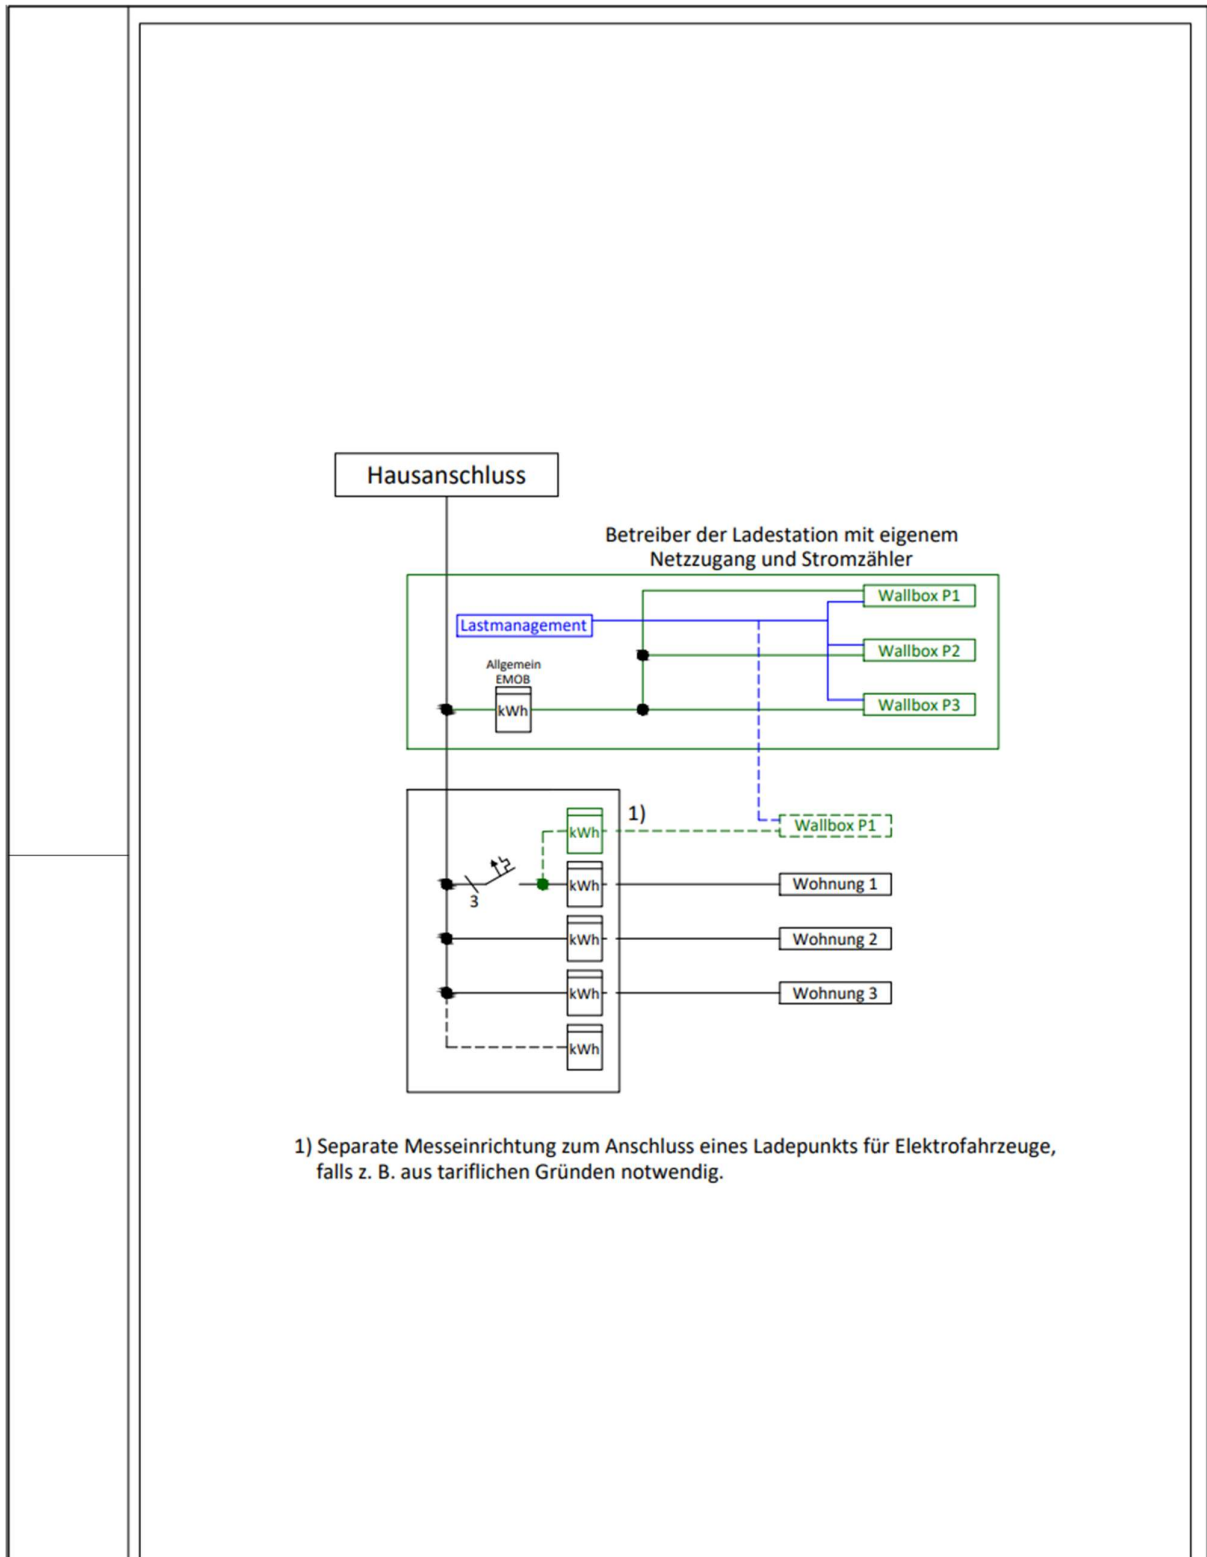 Hausanschluss
Betreiber der Ladestation mit eigenem
Netzzugang und Stromzähler
Wallbox P1
Lastmanagement
Wallbox P2
Allgemein
EMOB
kWh
Wallbox P3
1)
kWh
Wallbox P1
kWh
Wohnung 1
3
kWh
Wohnung 2
kWh
Wohnung 3
kWh
1) Separate Messeinrichtung zum Anschluss eines Ladepunkts für Elektrofahrzeuge,
falls z. B. aus tariflichen Gründen notwendig.